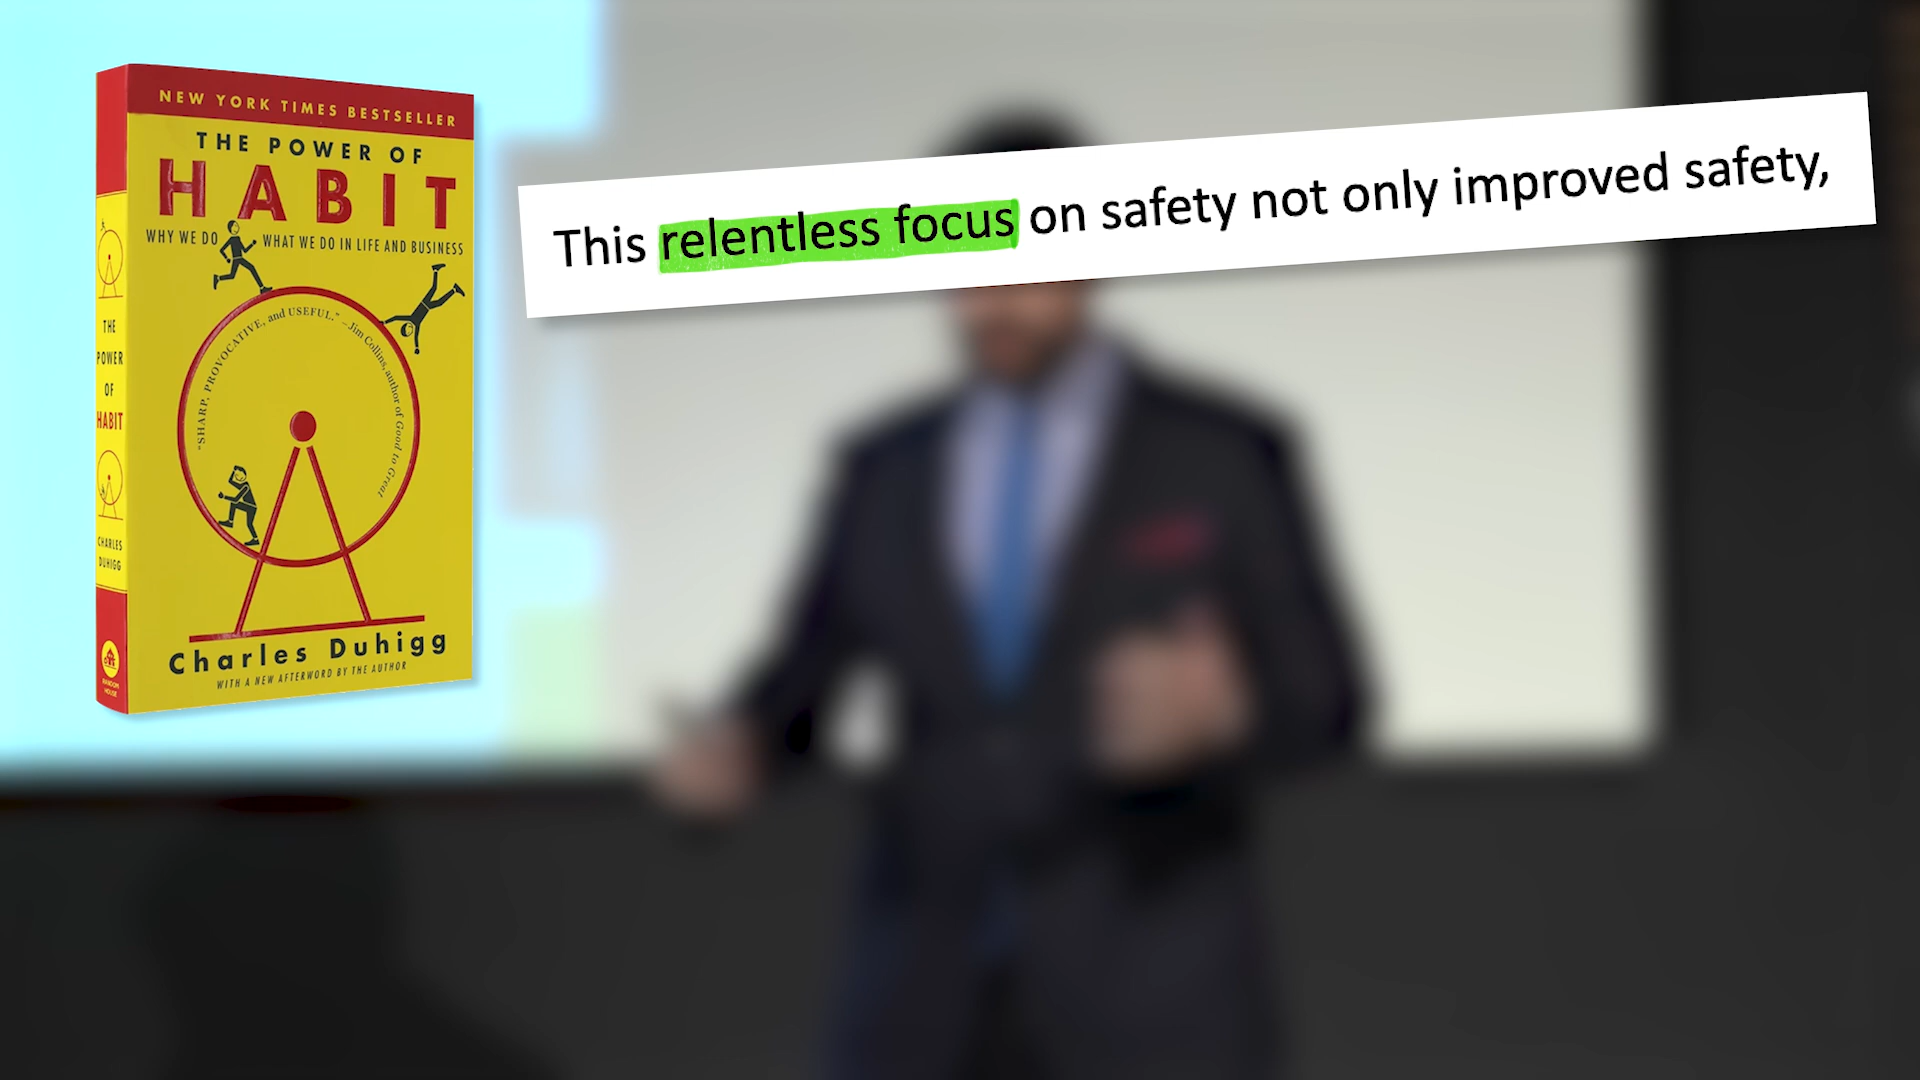 NEW YORK TIMES BESTSELLER
THE POWER OF
HABIT
WHY WE DO WHAT WE DO IN LIFE AND BUSINESS
"SHARP, PROVOCATIVE, and USEFUL." –Jim Collins, author of Good to Great
Charles Duhigg
WITH A NEW AFTERWORD BY THE AUTHOR
THE
POWER
OF
HABIT
CHARLES
DUHIGG
RANDOM
HOUSE
This relentless focus on safety not only improved safety,